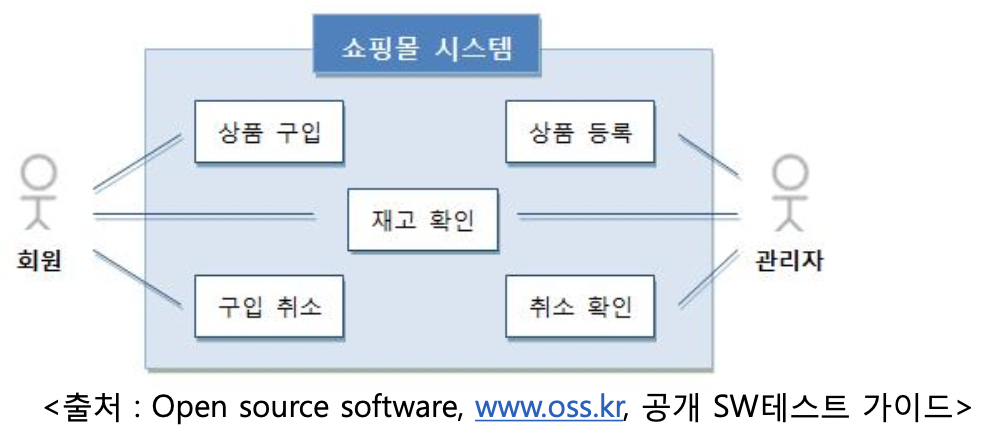 쇼핑몰 시스템
상품 구입
상품 등록
재고 확인
회원
관리자
구입 취소
취소 확인
<출처 : Open source software, www.oss.kr, 공개 SW테스트 가이드>